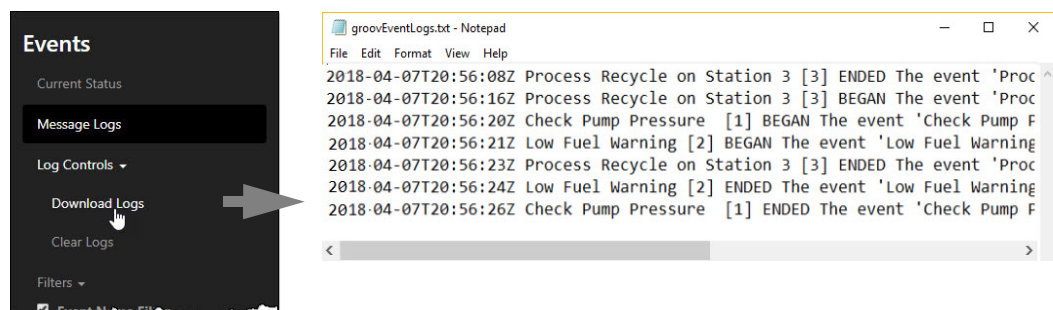 Events
Current Status
Message Logs
Log Controls
Download Logs
Clear Logs
Filters
groovEventLogs.txt - Notepad
File Edit Format View Help
2018-04-07T20:56:08Z Process Recycle on Station 3 [3] ENDED The event 'Proc
2018-04-07T20:56:16Z Process Recycle on Station 3 [3] BEGAN The event 'Proc
2018-04-07T20:56:20Z Check Pump Pressure  [1] BEGAN The event 'Check Pump P
2018-04-07T20:56:21Z Low Fuel Warning [2] BEGAN The event 'Low Fuel Warning
2018-04-07T20:56:23Z Process Recycle on Station 3 [3] ENDED The event 'Proc
2018-04-07T20:56:24Z Low Fuel Warning [2] ENDED The event 'Low Fuel Warning
2018-04-07T20:56:26Z Check Pump Pressure  [1] ENDED The event 'Check Pump P